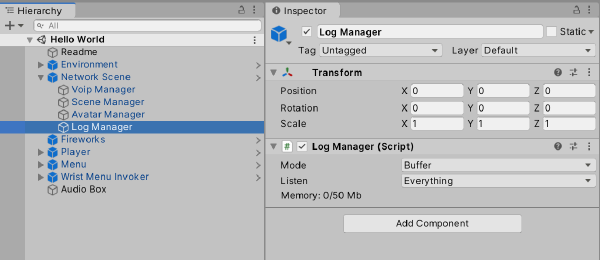 Hierarchy
All
Hello World
Readme
Environment
Network Scene
Voip Manager
Scene Manager
Avatar Manager
Log Manager
Fireworks
Player
Menu
Wrist Menu Invoker
Audio Box
Inspector
Log Manager
Static
Tag Untagged Layer Default
Transform
Position X 0 Y 0 Z 0
Rotation X 0 Y 0 Z 0
Scale X 1 Y 1 Z 1
# Log Manager (Script)
Mode Buffer
Listen Everything
Memory: 0/50 Mb
Add Component